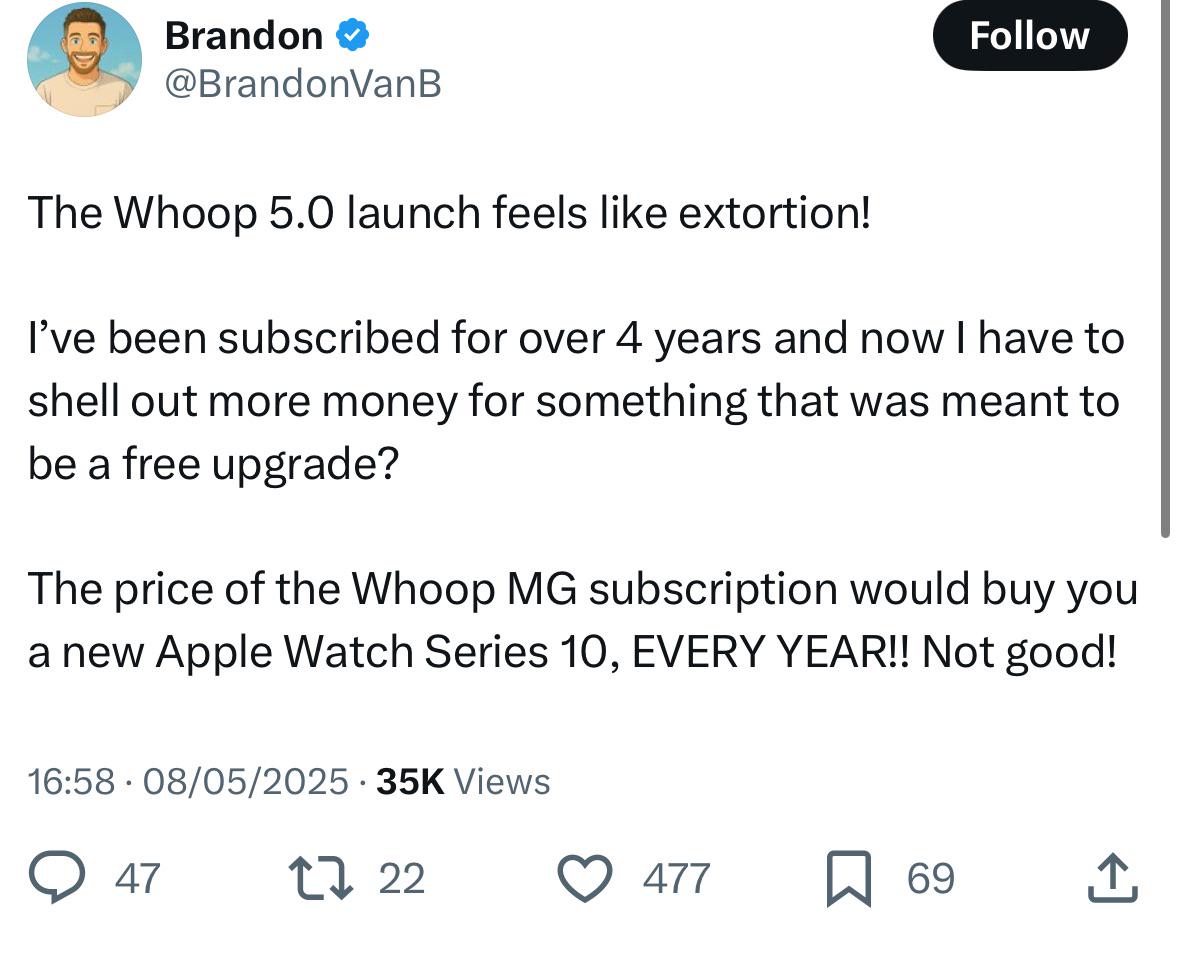 Brandon
Follow
@BrandonVanB
The Whoop 5.0 launch feels like extortion!
I’ve been subscribed for over 4 years and now I have to
shell out more money for something that was meant to
be a free upgrade?
The price of the Whoop MG subscription would buy you
a new Apple Watch Series 10, EVERY YEAR!! Not good!
16:58 · 08/05/2025 · 35K Views
47 22 477 69